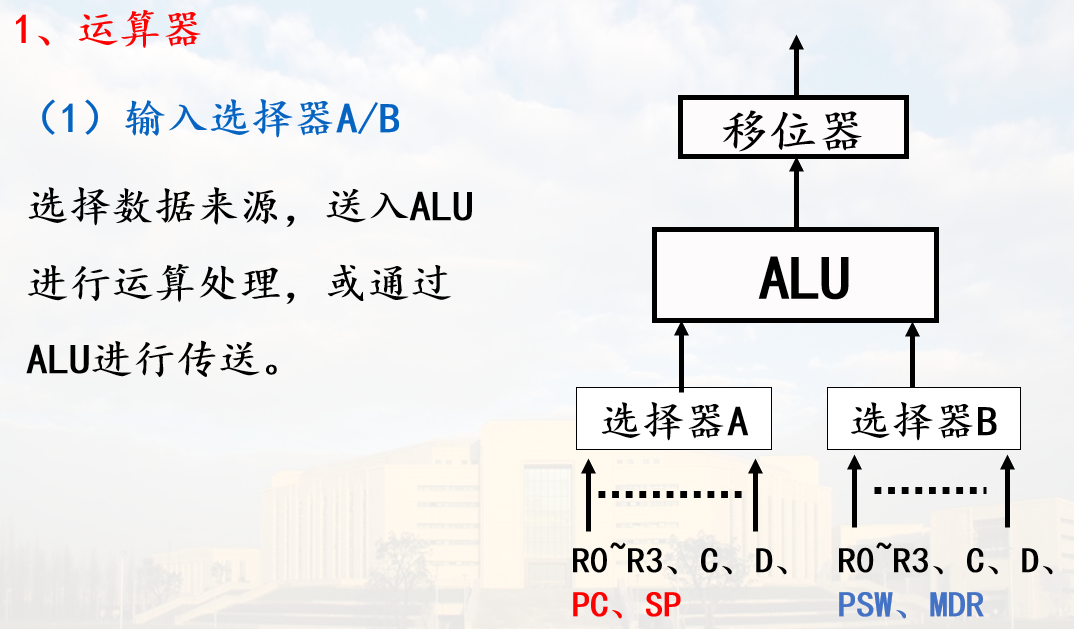 1、运算器
（1）输入选择器A/B
选择数据来源，送入ALU
进行运算处理，或通过
ALU进行传送。
移位器
ALU
选择器A
选择器B
R0~R3、C、D、
PC、SP
R0~R3、C、D、
PSW、MDR